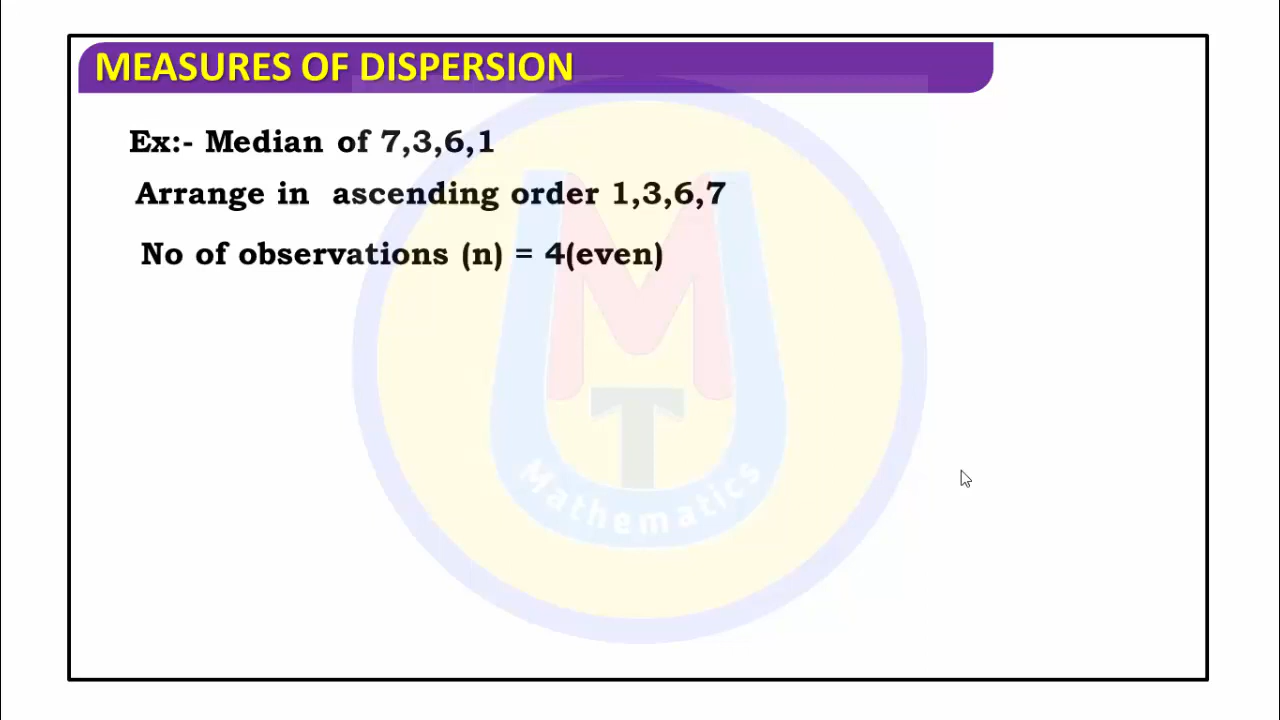 MEASURES OF DISPERSION
Ex:- Median of 7,3,6,1
Arrange in ascending order 1,3,6,7
No of observations (n) = 4(even)
M
T
Mathematics